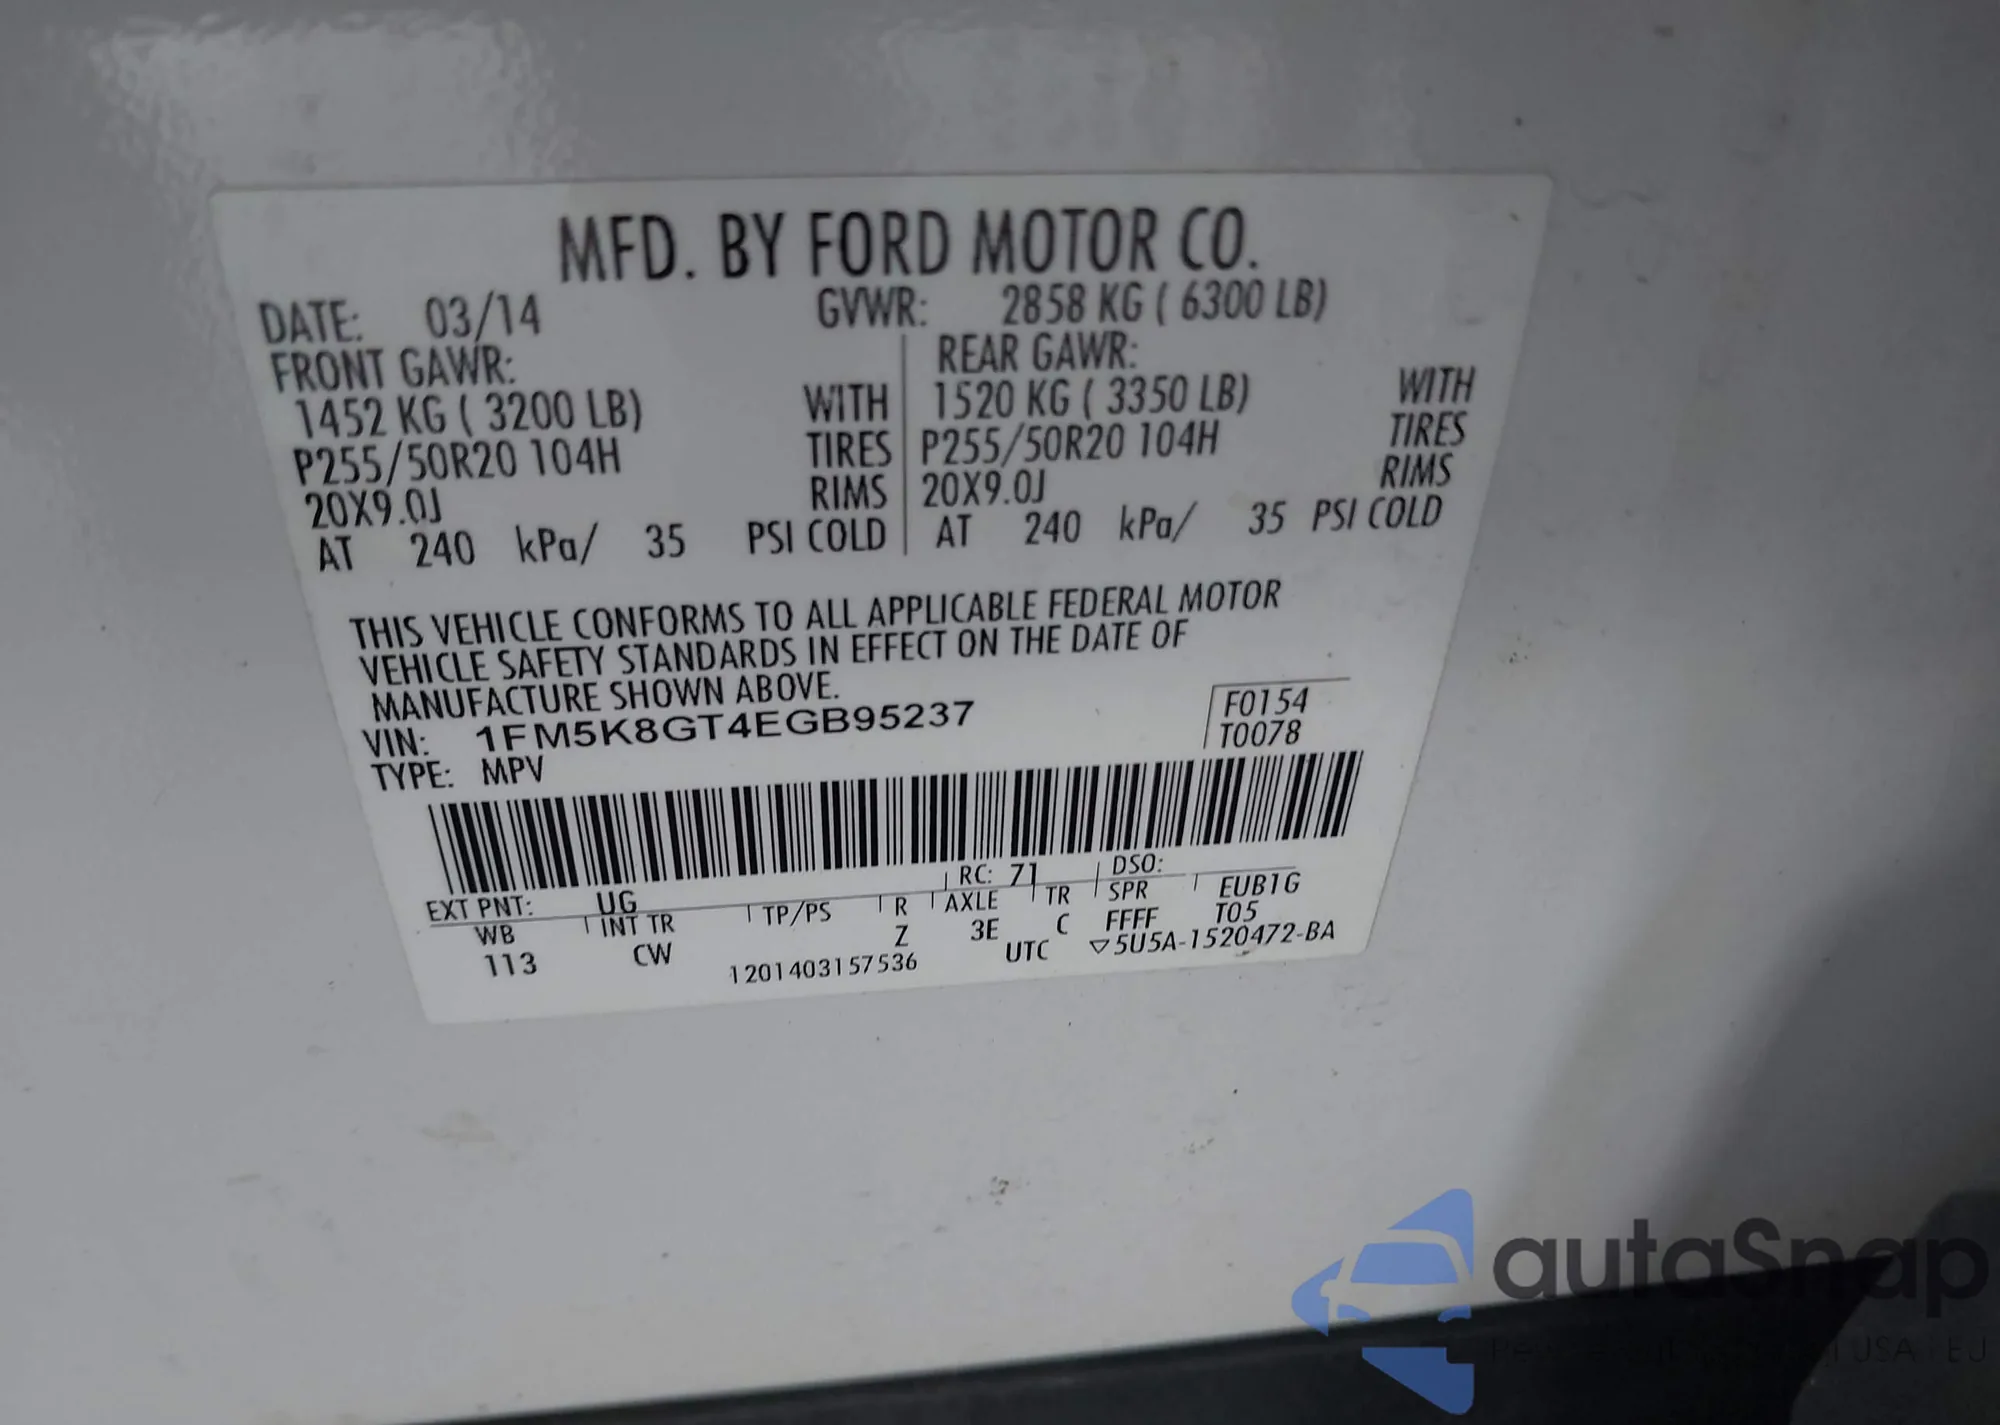 MFD. BY FORD MOTOR CO.
DATE: 03/14 GVWR: 2858 KG ( 6300 LB)
FRONT GAWR: REAR GAWR:
1452 KG ( 3200 LB) WITH 1520 KG ( 3350 LB) WITH
P255/50R20 104H TIRES P255/50R20 104H TIRES
20X9.0J RIMS 20X9.0J RIMS
AT 240 kPa/ 35 PSI COLD AT 240 kPa/ 35 PSI COLD
THIS VEHICLE CONFORMS TO ALL APPLICABLE FEDERAL MOTOR
VEHICLE SAFETY STANDARDS IN EFFECT ON THE DATE OF
MANUFACTURE SHOWN ABOVE.
VIN: 1FM5K8GT4EGB95237 F0154
TYPE: MPV T0078
EXT PNT: UG RC: 71 DSO:
WB INT TR TP/PS R AXLE TR SPR EUB1G
113 CW Z 3E C FFFF T05
1201403157536 UTC ▽5U5A-1520472-BA
autaSnap
USA EU